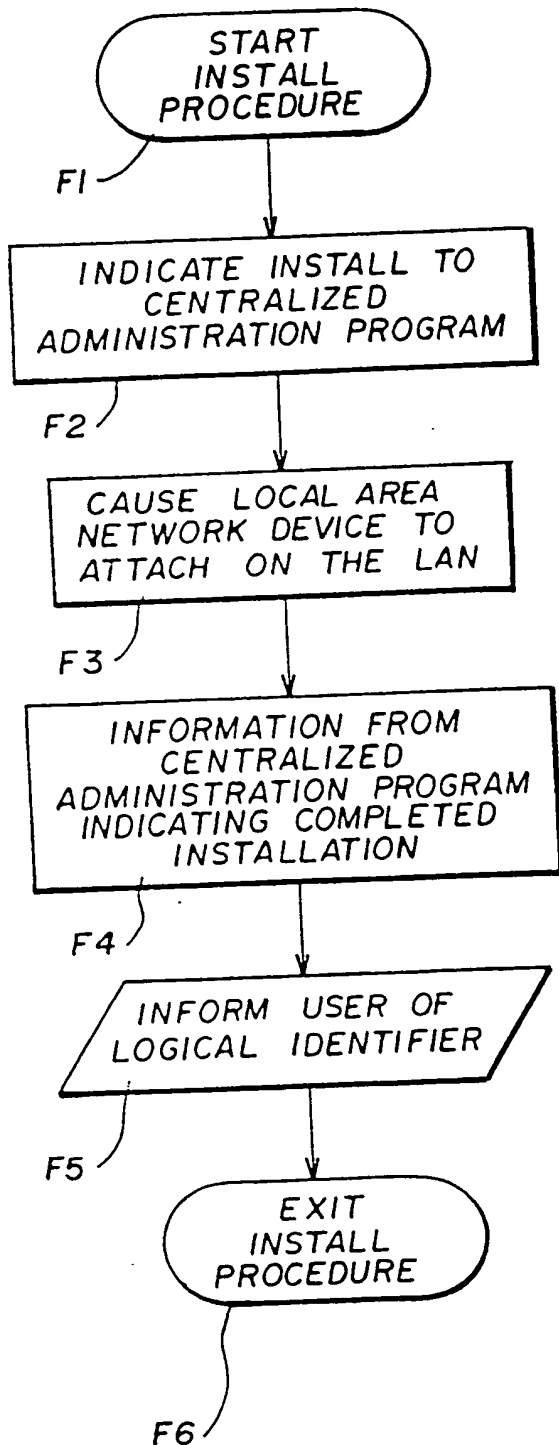 START
INSTALL
PROCEDURE
F1
INDICATE INSTALL TO
CENTRALIZED
ADMINISTRATION PROGRAM
F2
CAUSE LOCAL AREA
NETWORK DEVICE TO
ATTACH ON THE LAN
F3
INFORMATION FROM
CENTRALIZED
ADMINISTRATION PROGRAM
INDICATING COMPLETED
INSTALLATION
F4
INFORM USER OF
LOGICAL IDENTIFIER
F5
EXIT
INSTALL
PROCEDURE
F6